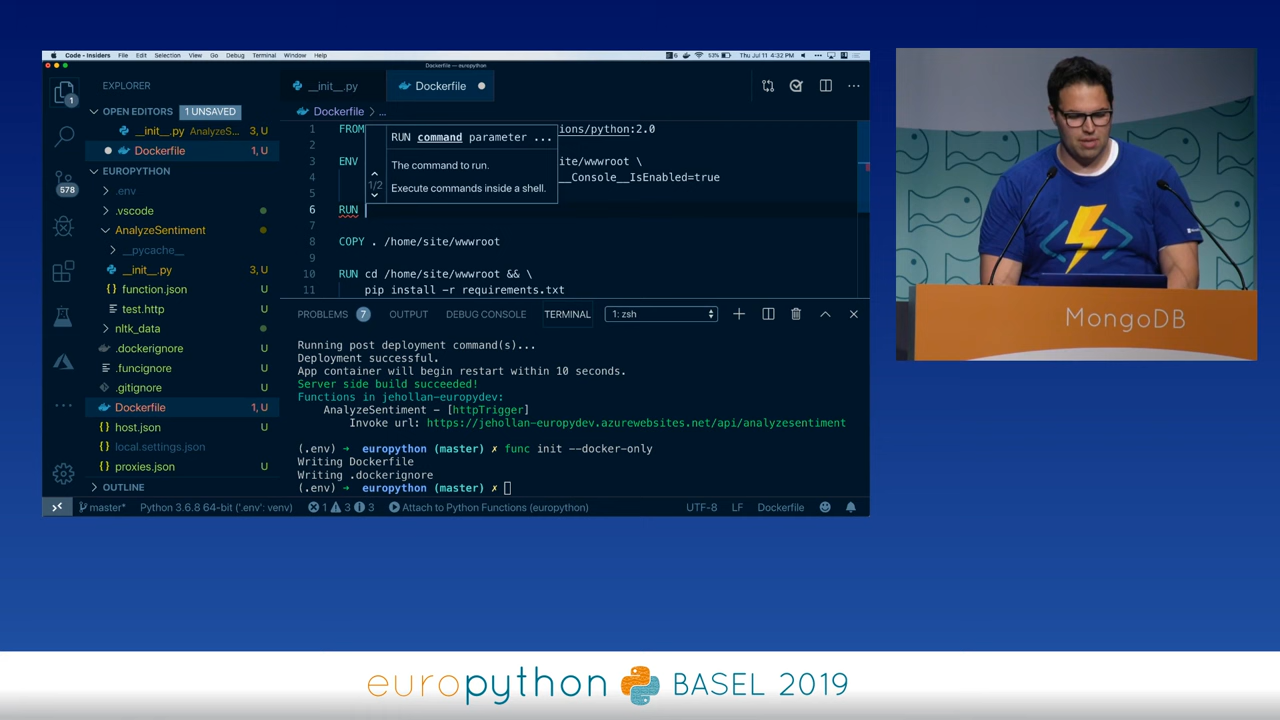 Code - Insiders File Edit Selection View Go Debug Terminal Window Help
53% Thu Jul 11 4:32 PM
Dockerfile — europython
EXPLORER
OPEN EDITORS 1 UNSAVED
__init__.py AnalyzeS... 3, U
Dockerfile 1, U
EUROPYTHON
.env
.vscode
AnalyzeSentiment
__pycache__
__init__.py 3, U
function.json U
test.http U
nltk_data
.dockerignore U
.funcignore U
.gitignore U
Dockerfile 1, U
host.json U
local.settings.json
proxies.json U
OUTLINE
1
578
__init__.py
Dockerfile
Dockerfile > ...
1 FROM ions/python:2.0
2
3 ENV site/wwwroot \
4 __Console__IsEnabled=true
5
6 RUN
7
8 COPY . /home/site/wwwroot
9
10 RUN cd /home/site/wwwroot && \
11 pip install -r requirements.txt
RUN command parameter ...
The command to run.
1/2
Execute commands inside a shell.
PROBLEMS 7 OUTPUT DEBUG CONSOLE TERMINAL 1: zsh
Running post deployment command(s)...
Deployment successful.
App container will begin restart within 10 seconds.
Server side build succeeded!
Functions in jehollan-europydev:
AnalyzeSentiment - [httpTrigger]
Invoke url: https://jehollan-europydev.azurewebsites.net/api/analyzesentiment
(.env) → europython (master) ✗ func init --docker-only
Writing Dockerfile
Writing .dockerignore
(.env) → europython (master) ✗
master* Python 3.6.8 64-bit ('.env': venv) 1 3 3 Attach to Python Functions (europython) UTF-8 LF Dockerfile
MongoDB
europython BASEL 2019